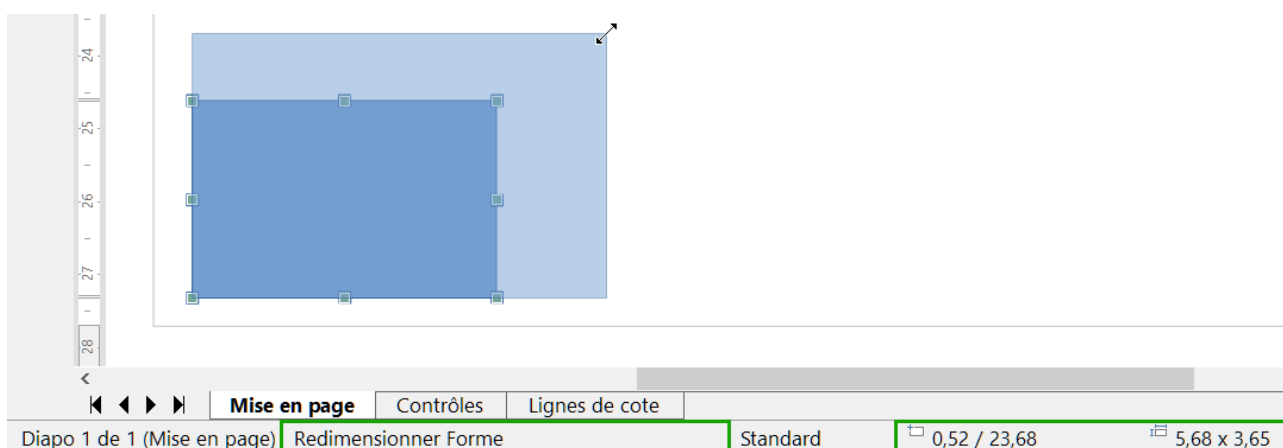 24
25
26
27
28
Mise en page Contrôles Lignes de cote
Diapo 1 de 1 (Mise en page) Redimensionner Forme Standard 0,52 / 23,68 5,68 x 3,65